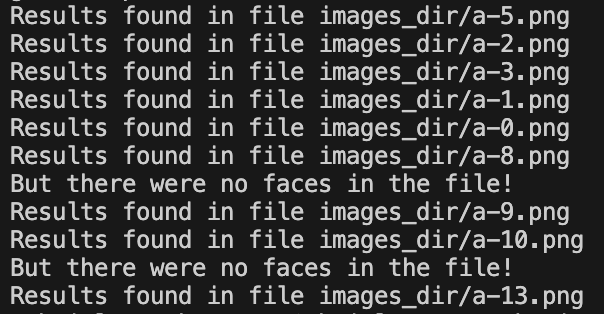 Results found in file images_dir/a-5.png
Results found in file images_dir/a-2.png
Results found in file images_dir/a-3.png
Results found in file images_dir/a-1.png
Results found in file images_dir/a-0.png
Results found in file images_dir/a-8.png
But there were no faces in the file!
Results found in file images_dir/a-9.png
Results found in file images_dir/a-10.png
But there were no faces in the file!
Results found in file images_dir/a-13.png